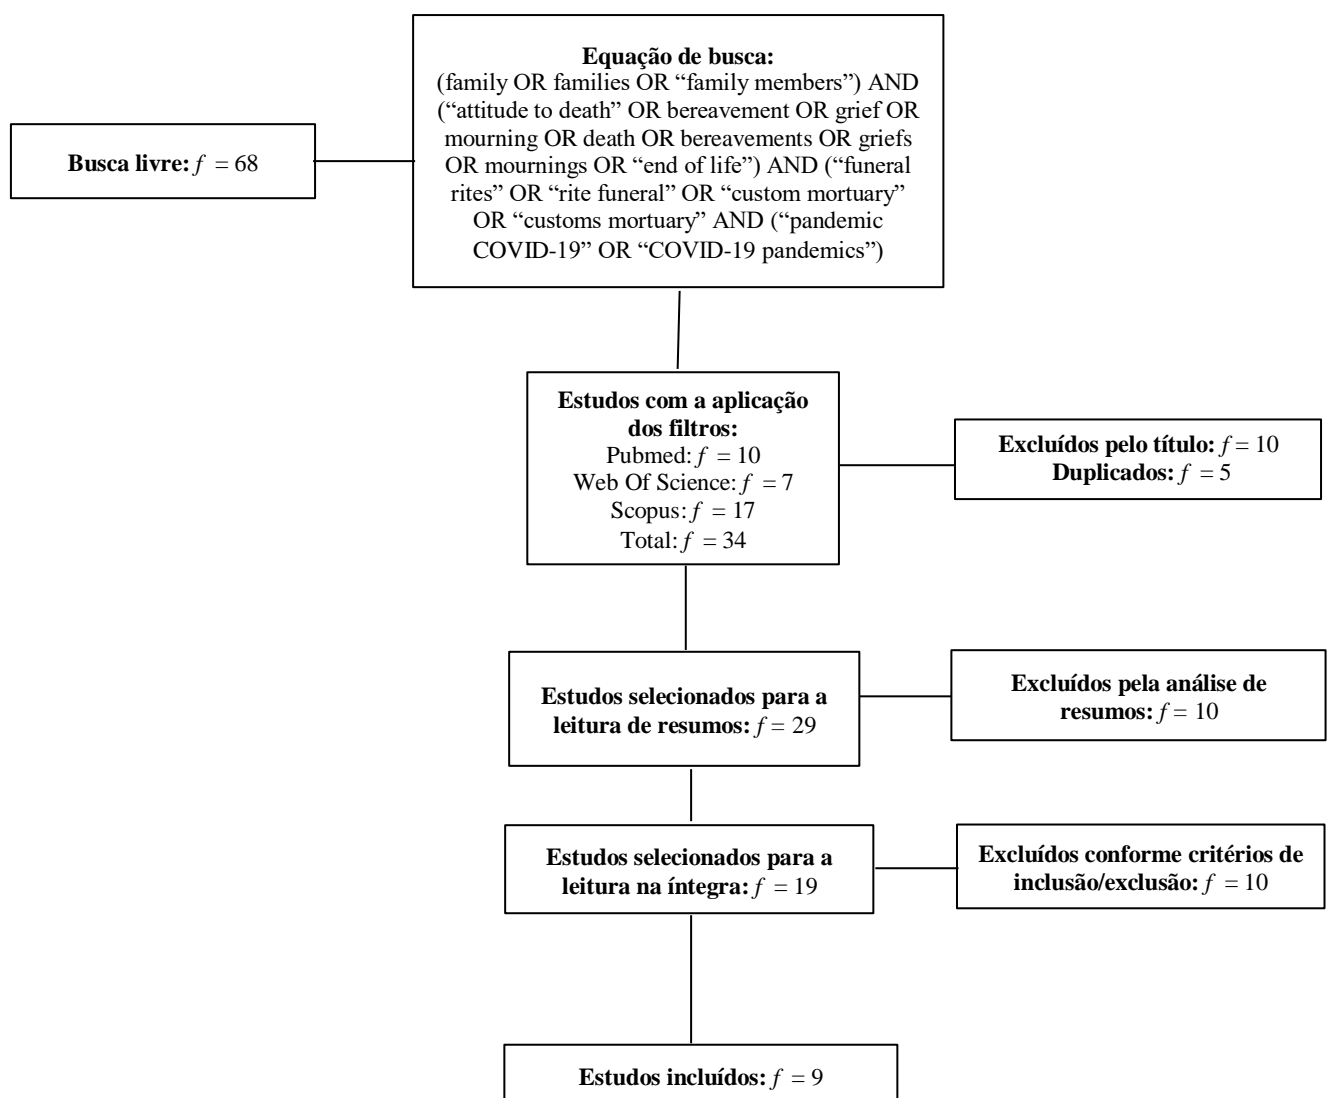 Equação de busca:
(family OR families OR “family members”) AND
(“attitude to death” OR bereavement OR grief OR
mourning OR death OR bereavements OR griefs
OR mournings OR “end of life”) AND (“funeral
rites” OR “rite funeral” OR “custom mortuary”
OR “customs mortuary” AND (“pandemic
COVID-19” OR “COVID-19 pandemics”)
Busca livre: f = 68
Estudos com a aplicação
dos filtros:
Pubmed: f = 10
Web Of Science: f = 7
Scopus: f = 17
Total: f = 34
Excluídos pelo título: f = 10
Duplicados: f = 5
Estudos selecionados para a
leitura de resumos: f = 29
Excluídos pela análise de
resumos: f = 10
Estudos selecionados para a
leitura na íntegra: f = 19
Excluídos conforme critérios de
inclusão/exclusão: f = 10
Estudos incluídos: f = 9